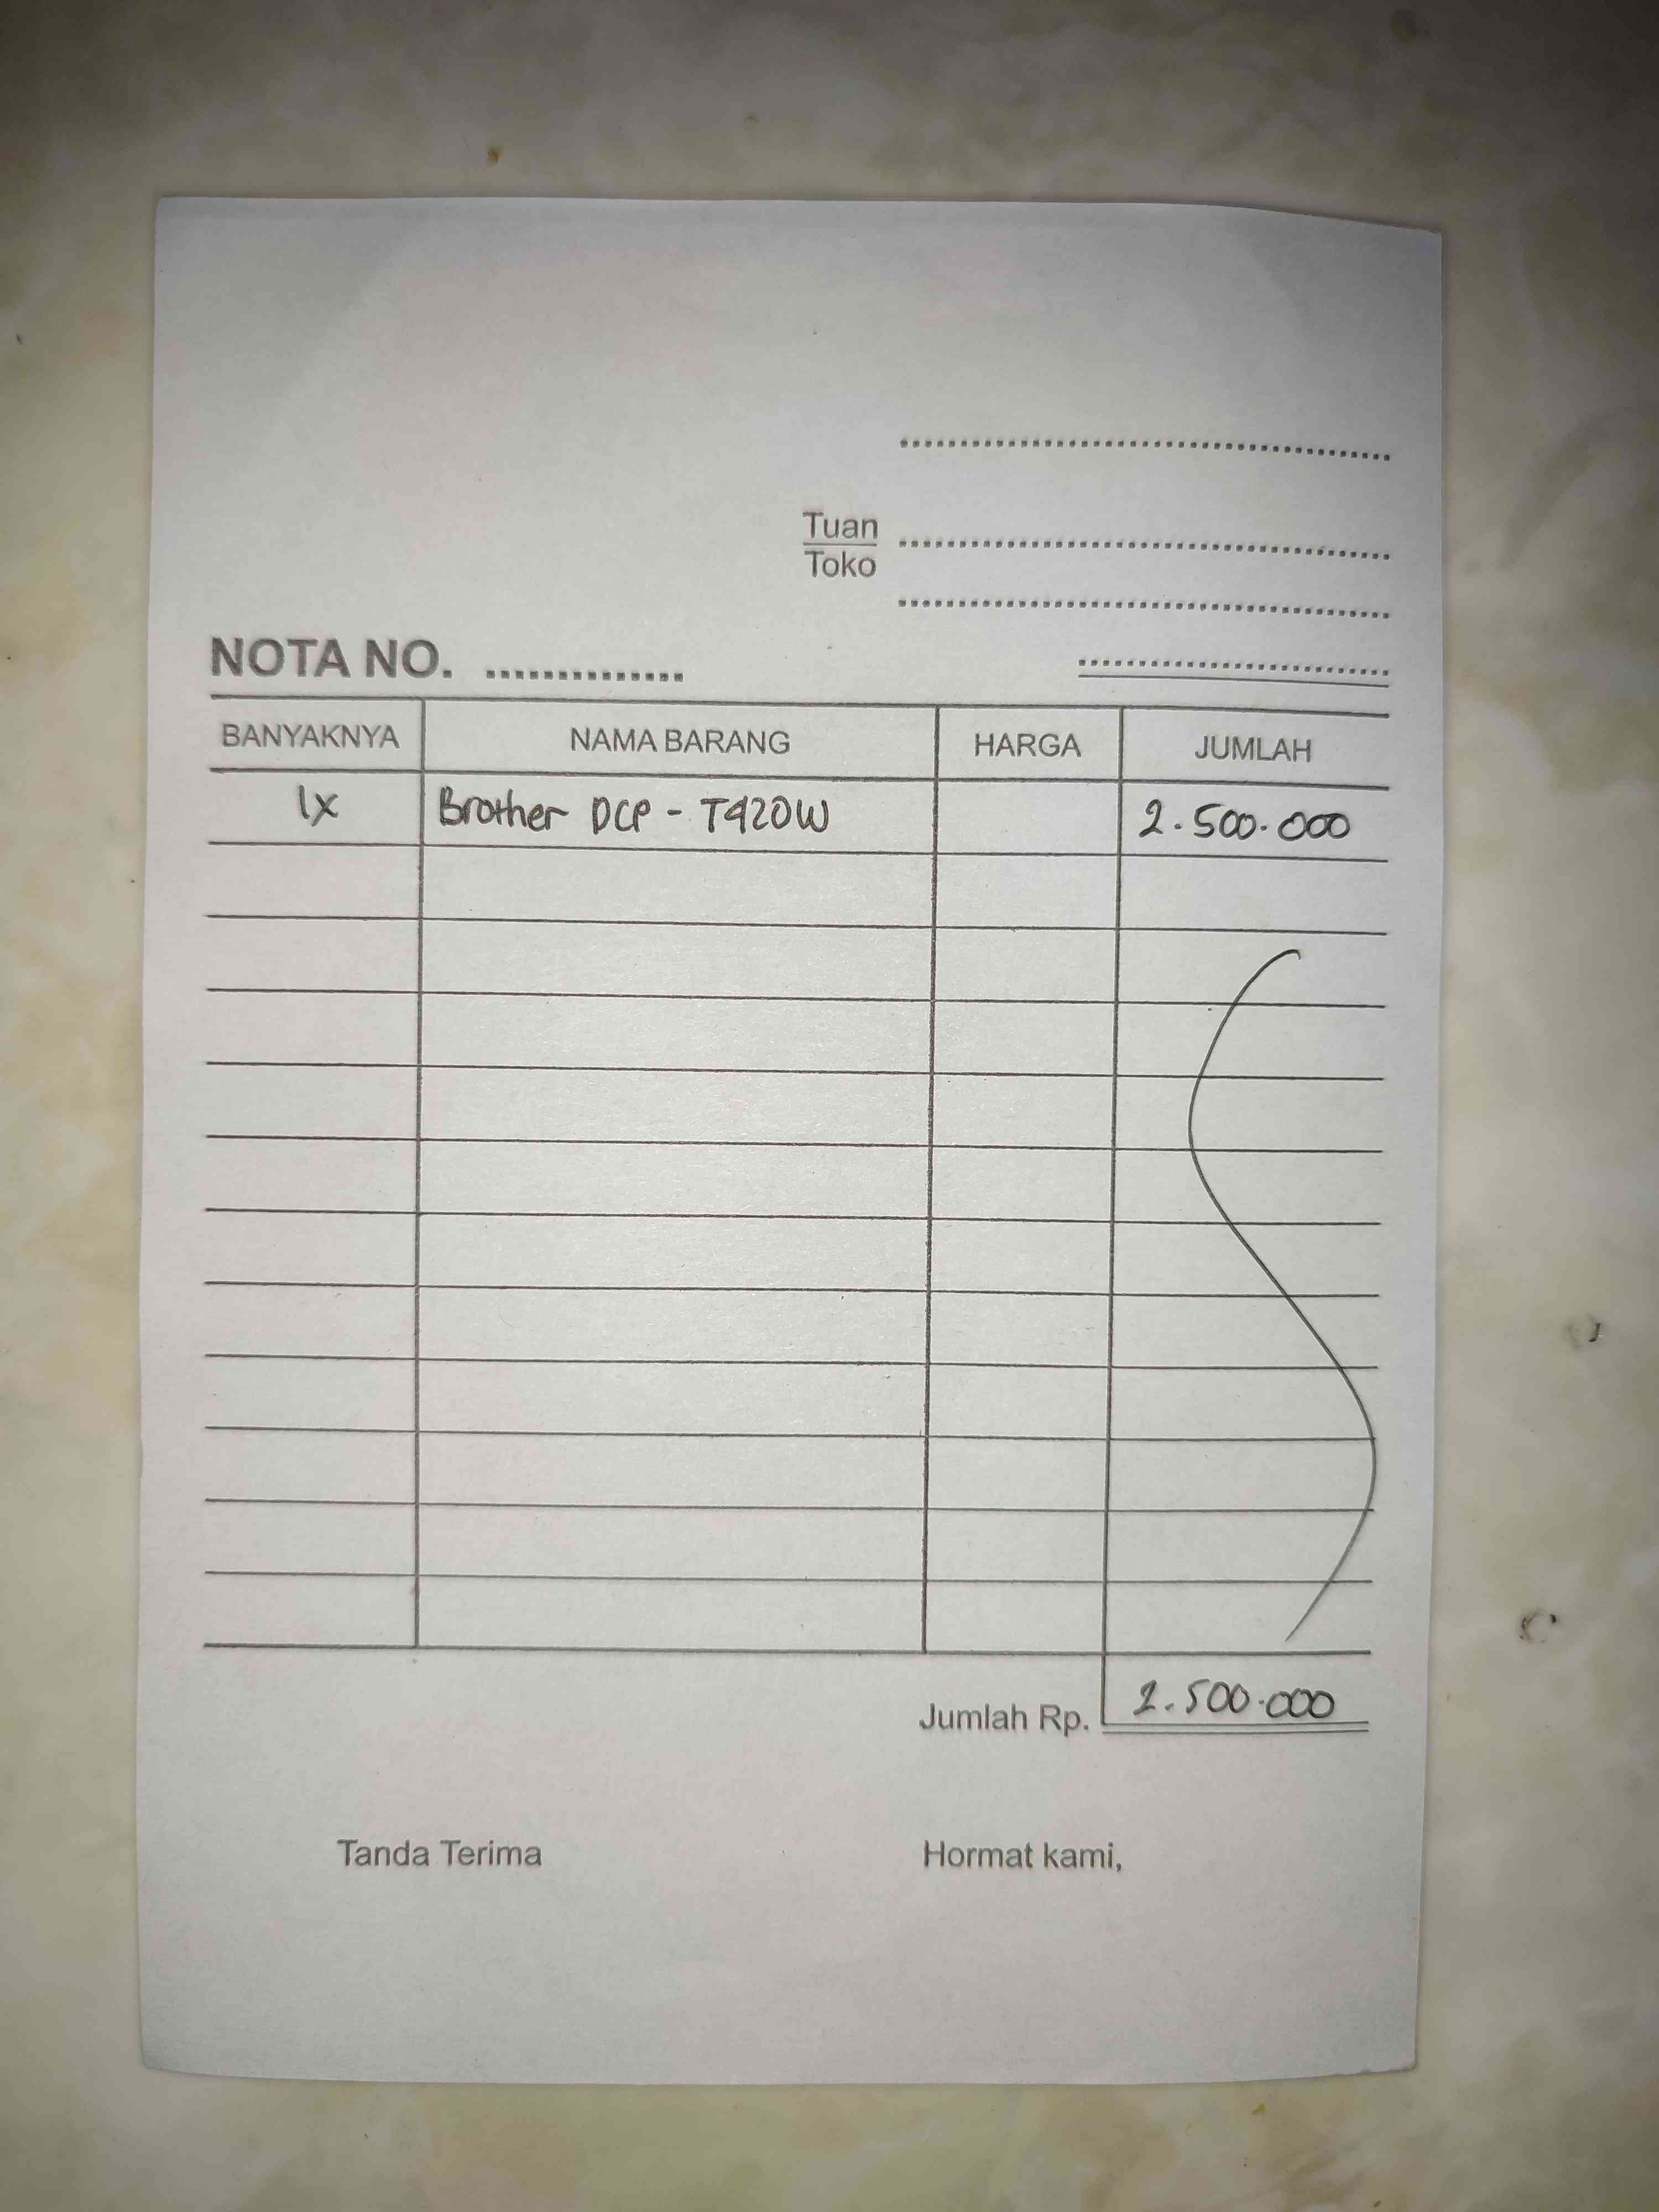 Tuan
Toko
NOTA NO. ..............
BANYAKNYA NAMA BARANG HARGA JUMLAH
1x Brother DCP - T420W 2.500.000
Jumlah Rp. 2.500.000
Tanda Terima Hormat kami,